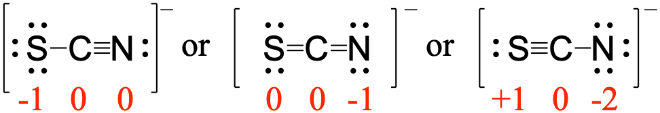 [:S̈–C≡N:]⁻ or [S̈=C=N̈]⁻ or [:S≡C–N̈:]⁻
-1 0 0 0 0 -1 +1 0 -2